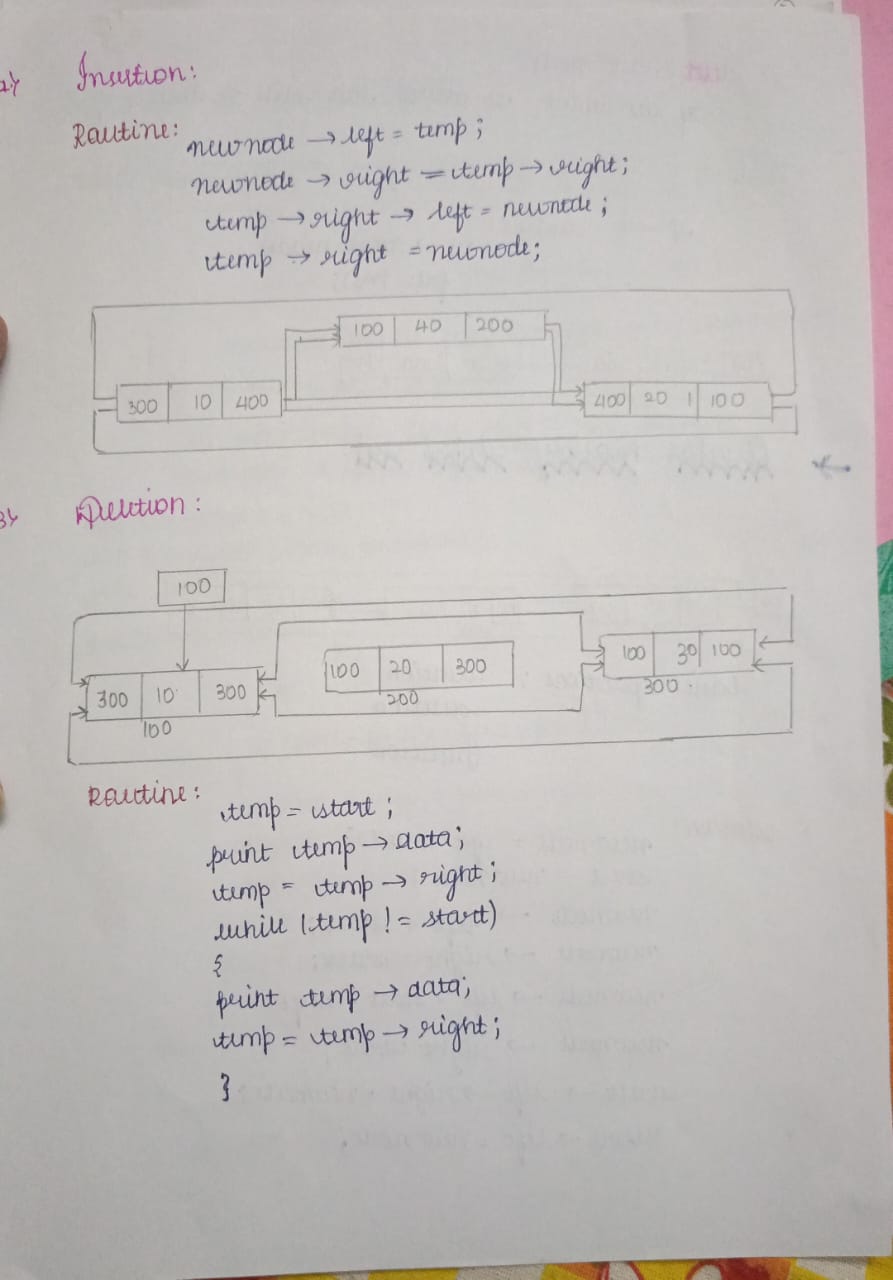 2) Insertion:
Routine:
newnode → left = temp;
newnode → right = temp → right;
temp → right → left = newnode;
temp → right = newnode;
100 40 200
300 10 400
400 20 100
3) Deletion:
100
300 10 300
100
100 20 300
200
100 30 100
300
Routine:
temp = start;
print temp → data;
temp = temp → right;
while (temp != start)
{
print temp → data;
temp = temp → right;
}